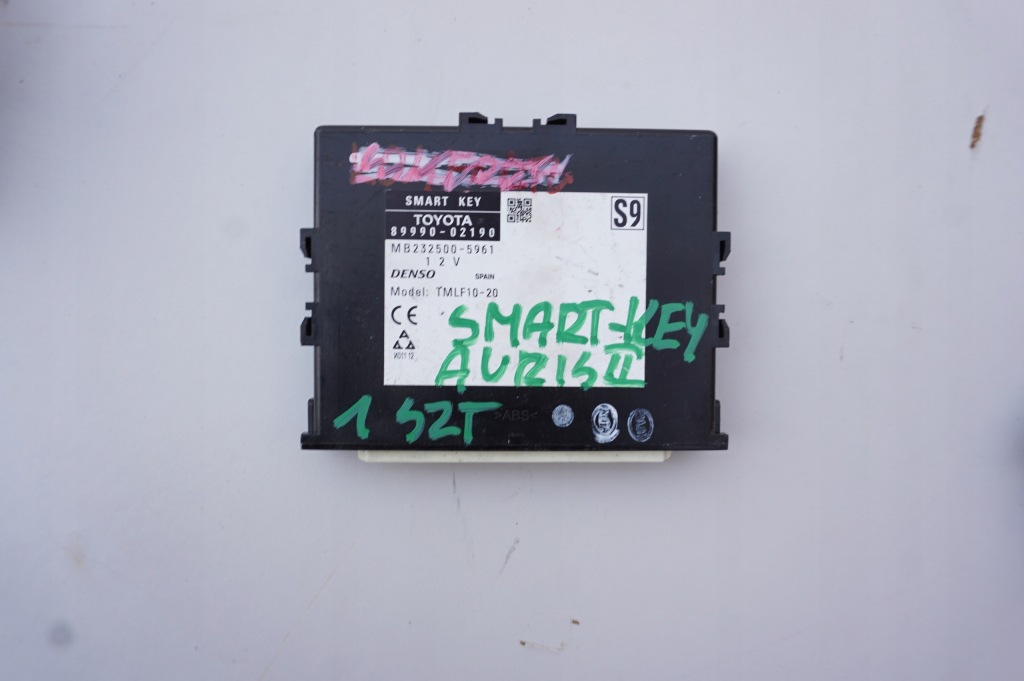 SMART KEY
TOYOTA
89990-02190
S9
MB232500-5961
12V
DENSO SPAIN
Model: TMLF10-20
CE
SMART-KEY
AURIS II
1 SZT
>ABS<